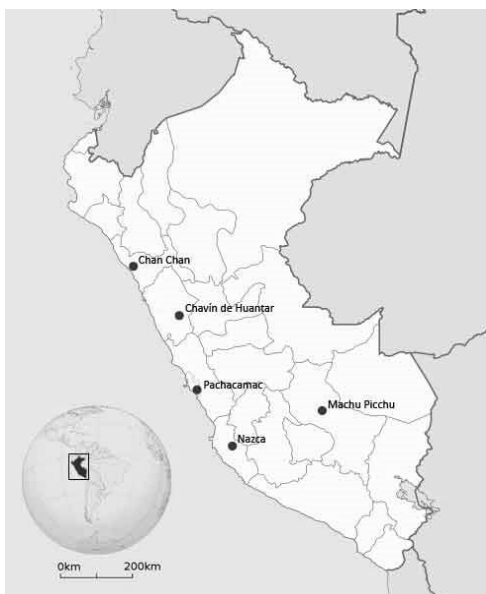 Chan Chan
Chavín de Huantar
Pachacamac
Machu Picchu
Nazca
0km 200km